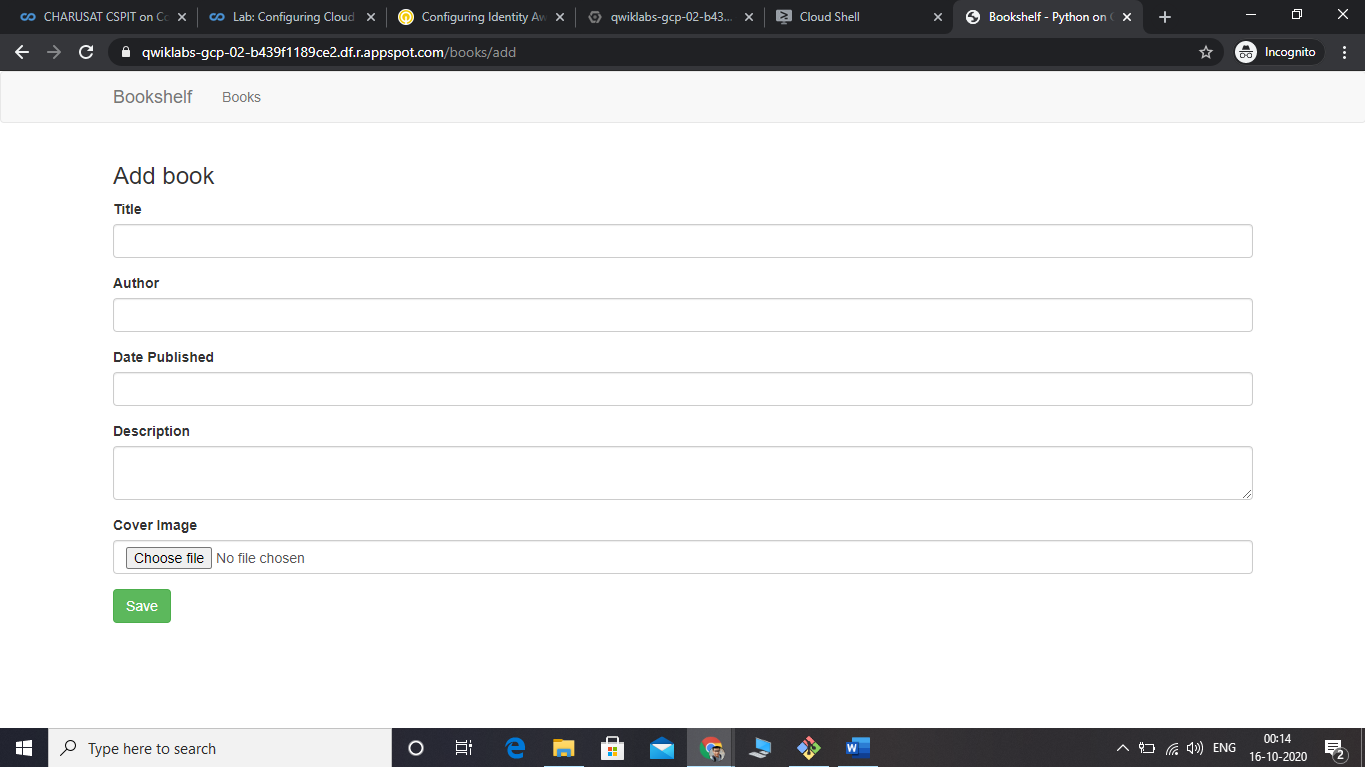 CHARUSAT CSPIT on Co
Lab: Configuring Cloud
Configuring Identity Aw
qwiklabs-gcp-02-b43...
Cloud Shell
Bookshelf - Python on
qwiklabs-gcp-02-b439f1189ce2.df.r.appspot.com/books/add
Incognito
Bookshelf
Books
Add book
Title
Author
Date Published
Description
Cover Image
Choose file No file chosen
Save
Type here to search
ENG
00:14
16-10-2020
2